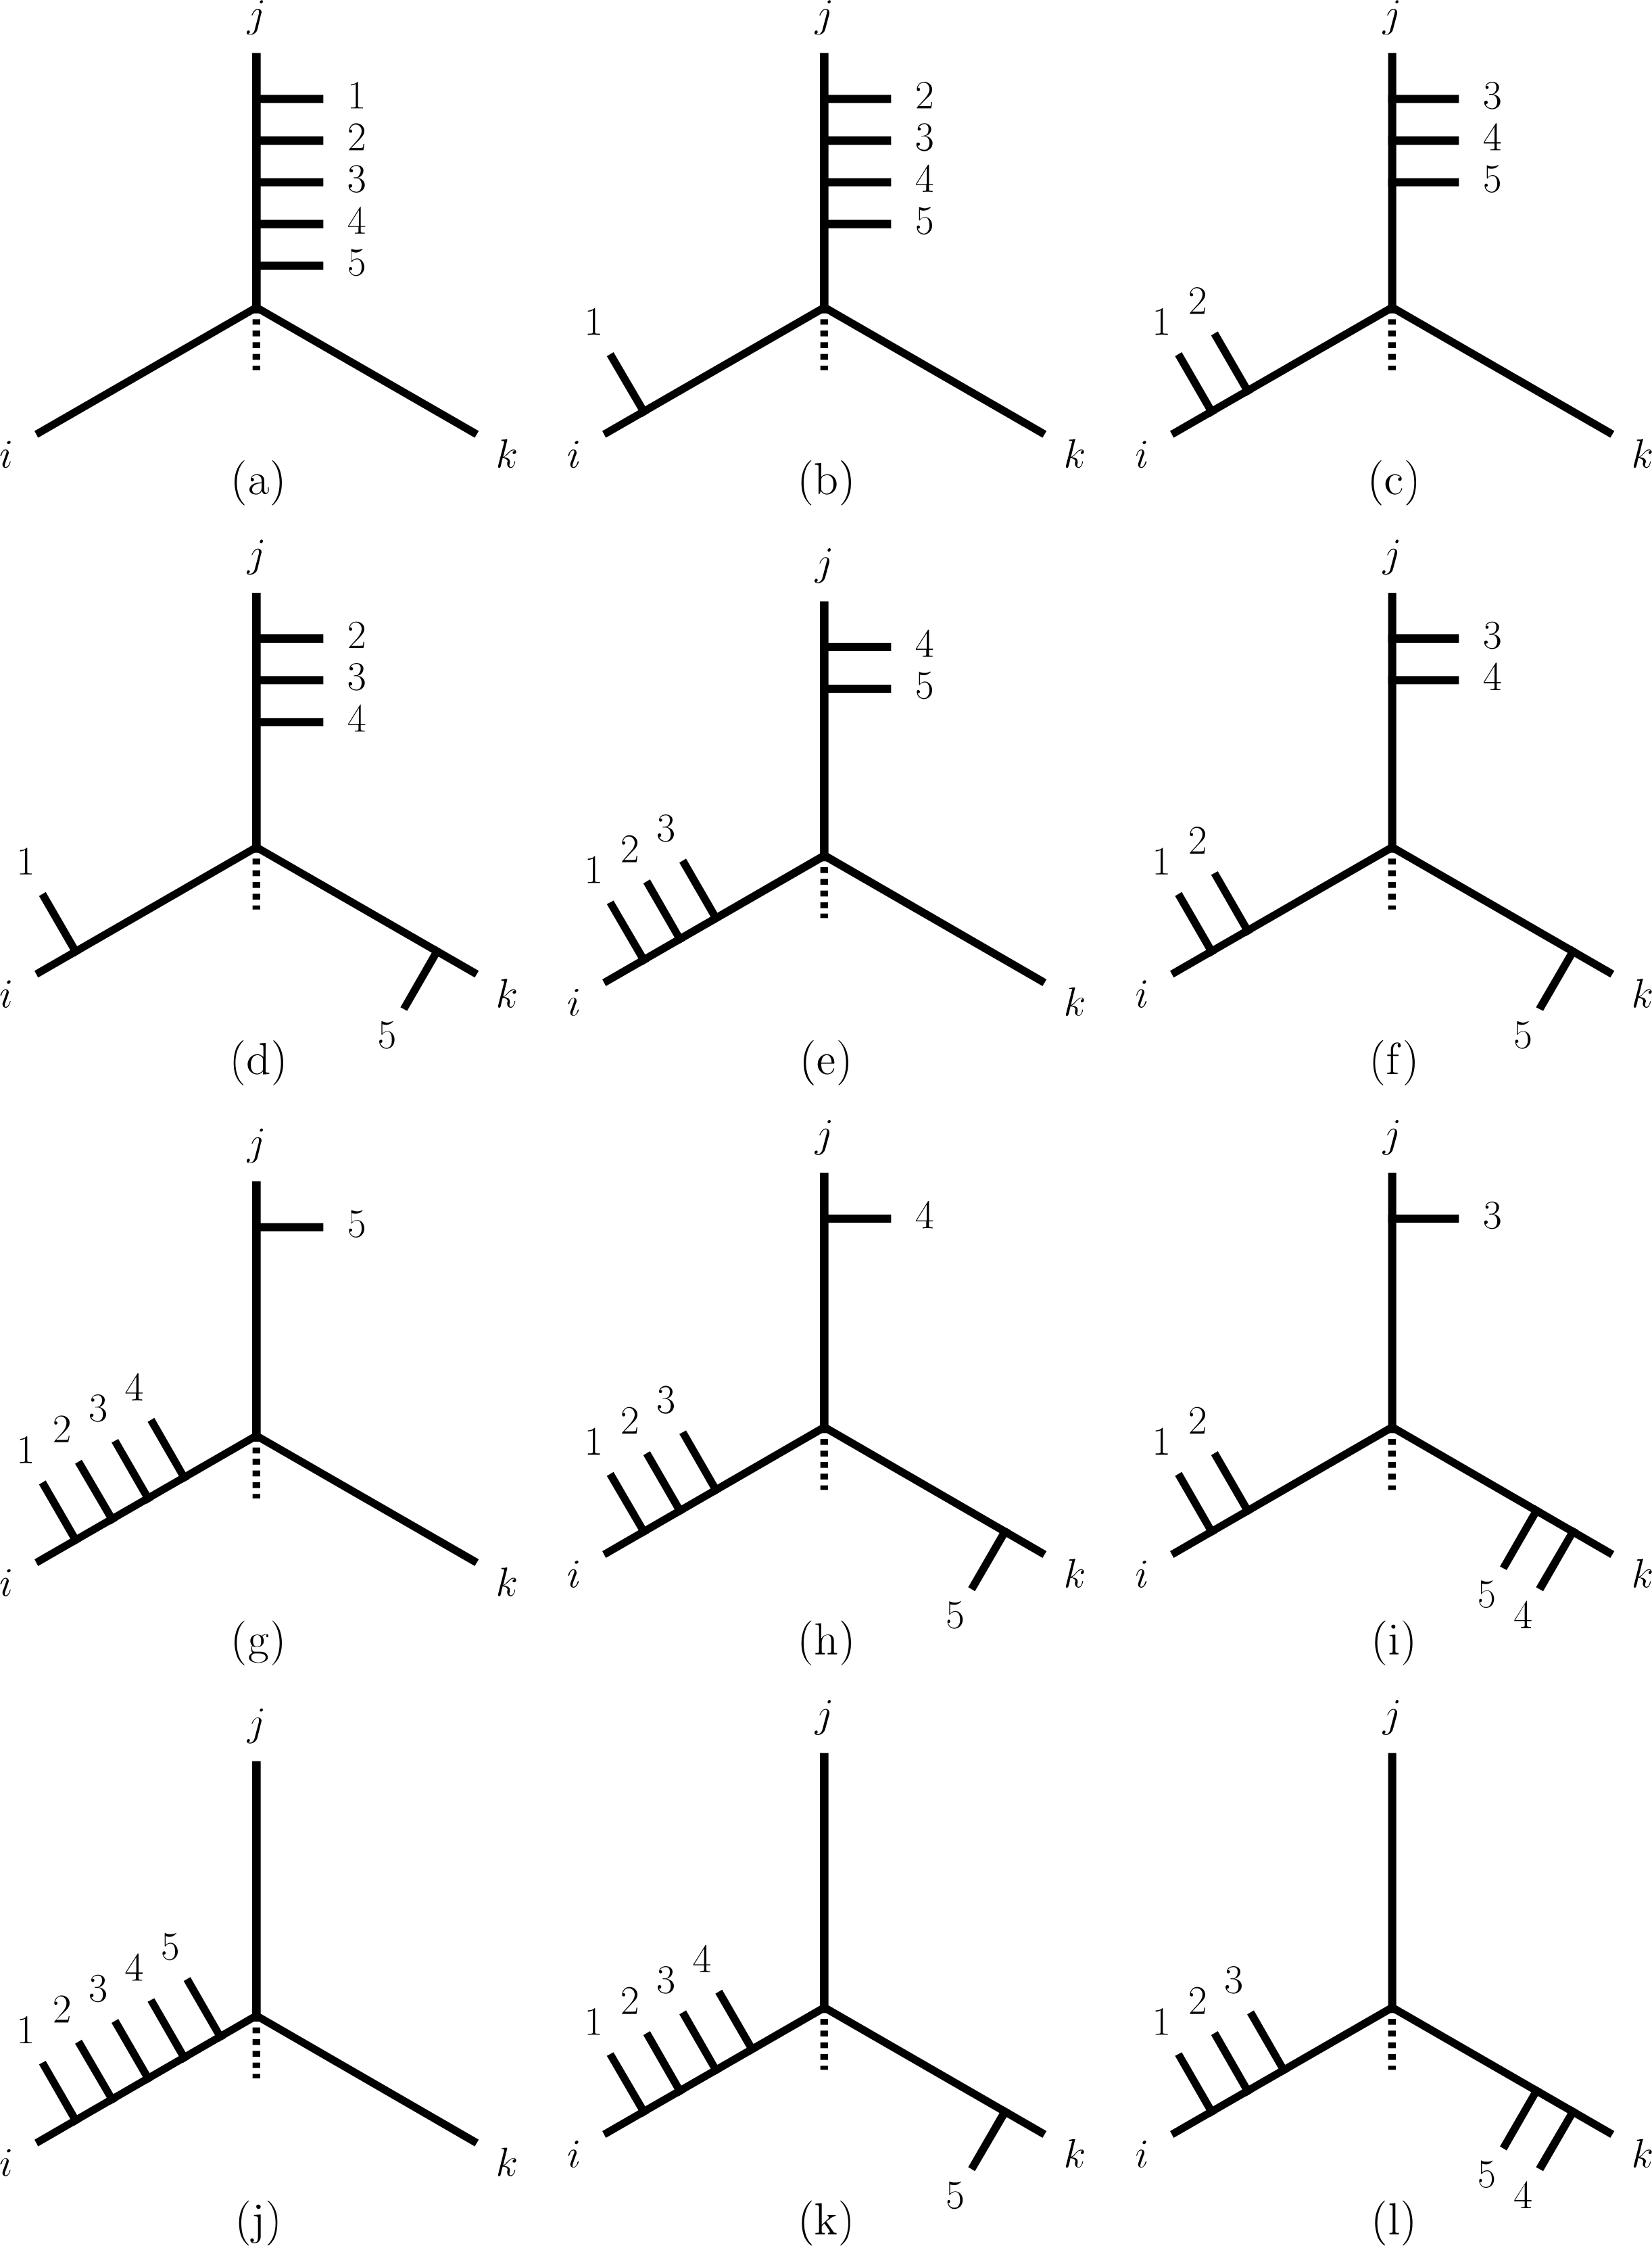 j j j
1 2 3
2 3 4
3 4 5
4 5
5
1 1 2
i k i k i k
(a) (b) (c)
j j j
2 4 3
3 5 4
4
1 1 2 3 1 2
i k i k i k
5 5
(d) (e) (f)
j j j
5 4 3
1 2 3 4 1 2 3 1 2
i k i k i k
5 5 4
(g) (h) (i)
j j j
1 2 3 4 5 1 2 3 4 1 2 3
i k i k i k
5 5 4
(j) (k) (l)